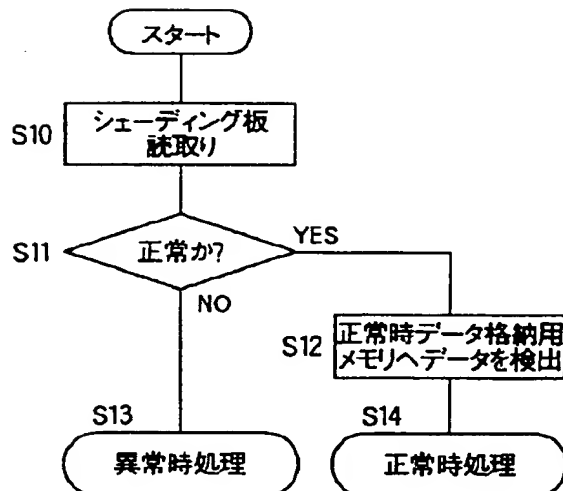 スタート
S10
シェーディング板
読取り
S11
正常か?
YES
NO
S12
正常時データ格納用
メモリへデータを検出
S13
異常時処理
S14
正常時処理